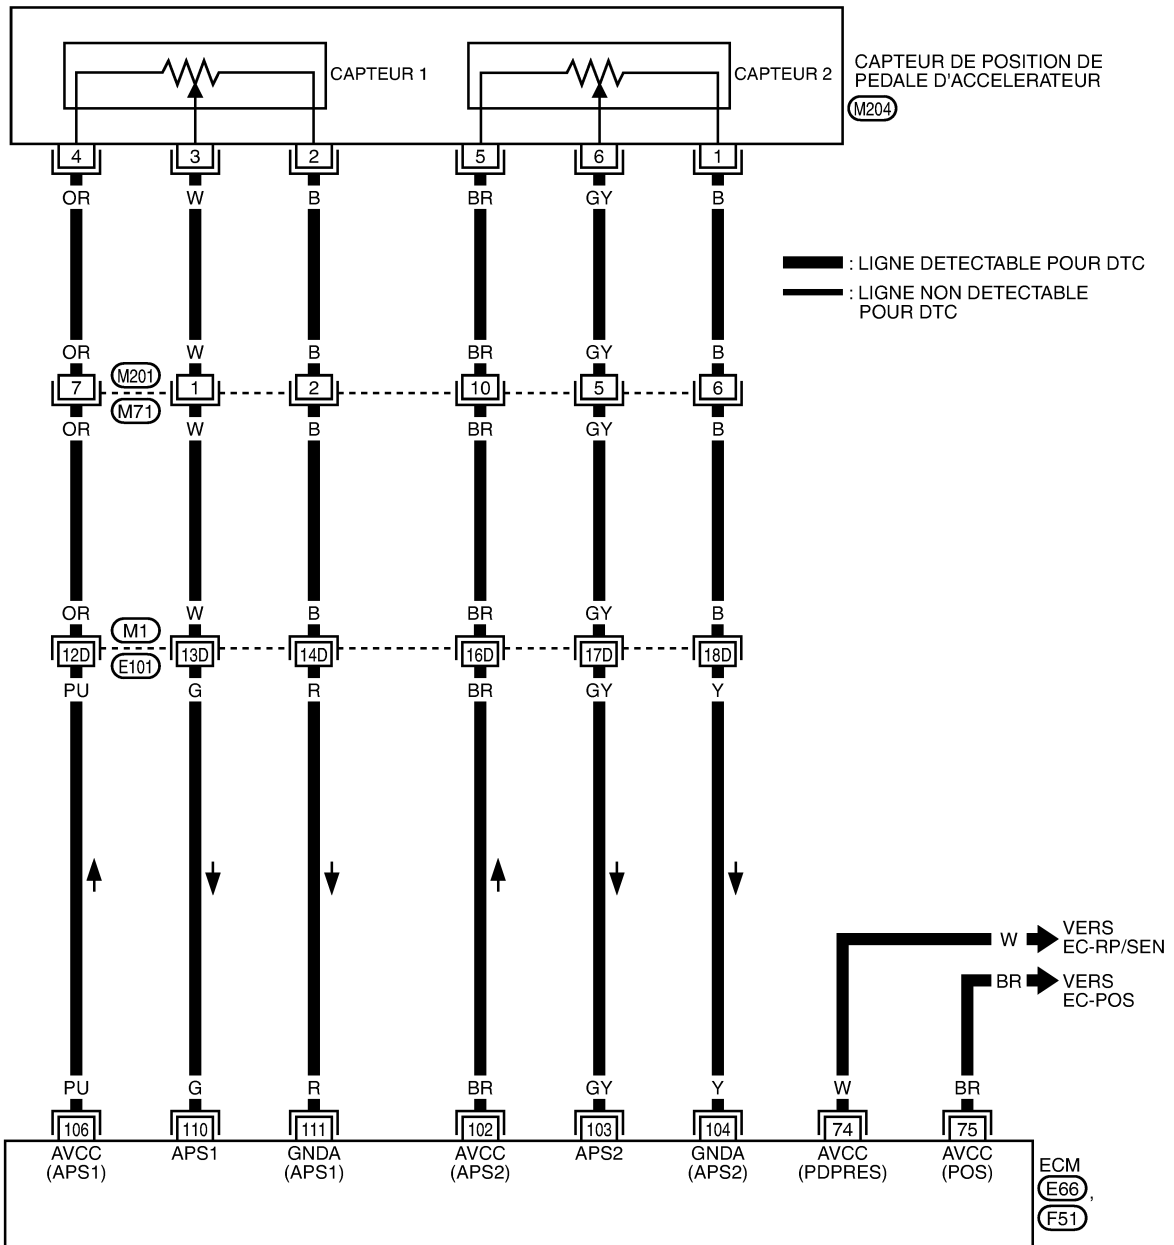 CAPTEUR 1
CAPTEUR 2
CAPTEUR DE POSITION DE
PEDALE D'ACCELERATEUR
M204
4 3 2 5 6 1
OR W B BR GY B
: LIGNE DETECTABLE POUR DTC
: LIGNE NON DETECTABLE
POUR DTC
OR W B BR GY B
7 M201 1 2 10 5 6
M71
OR W B BR GY B
OR W B BR GY B
M1
12D E101 13D 14D 16D 17D 18D
PU G R BR GY Y
W VERS
EC-RP/SEN
BR VERS
EC-POS
PU G R BR GY Y W BR
106 110 111 102 103 104 74 75
AVCC APS1 GNDA AVCC APS2 GNDA AVCC AVCC
(APS1) (APS1) (APS2) (APS2) (PDPRES) (POS)
ECM
E66 ,
F51